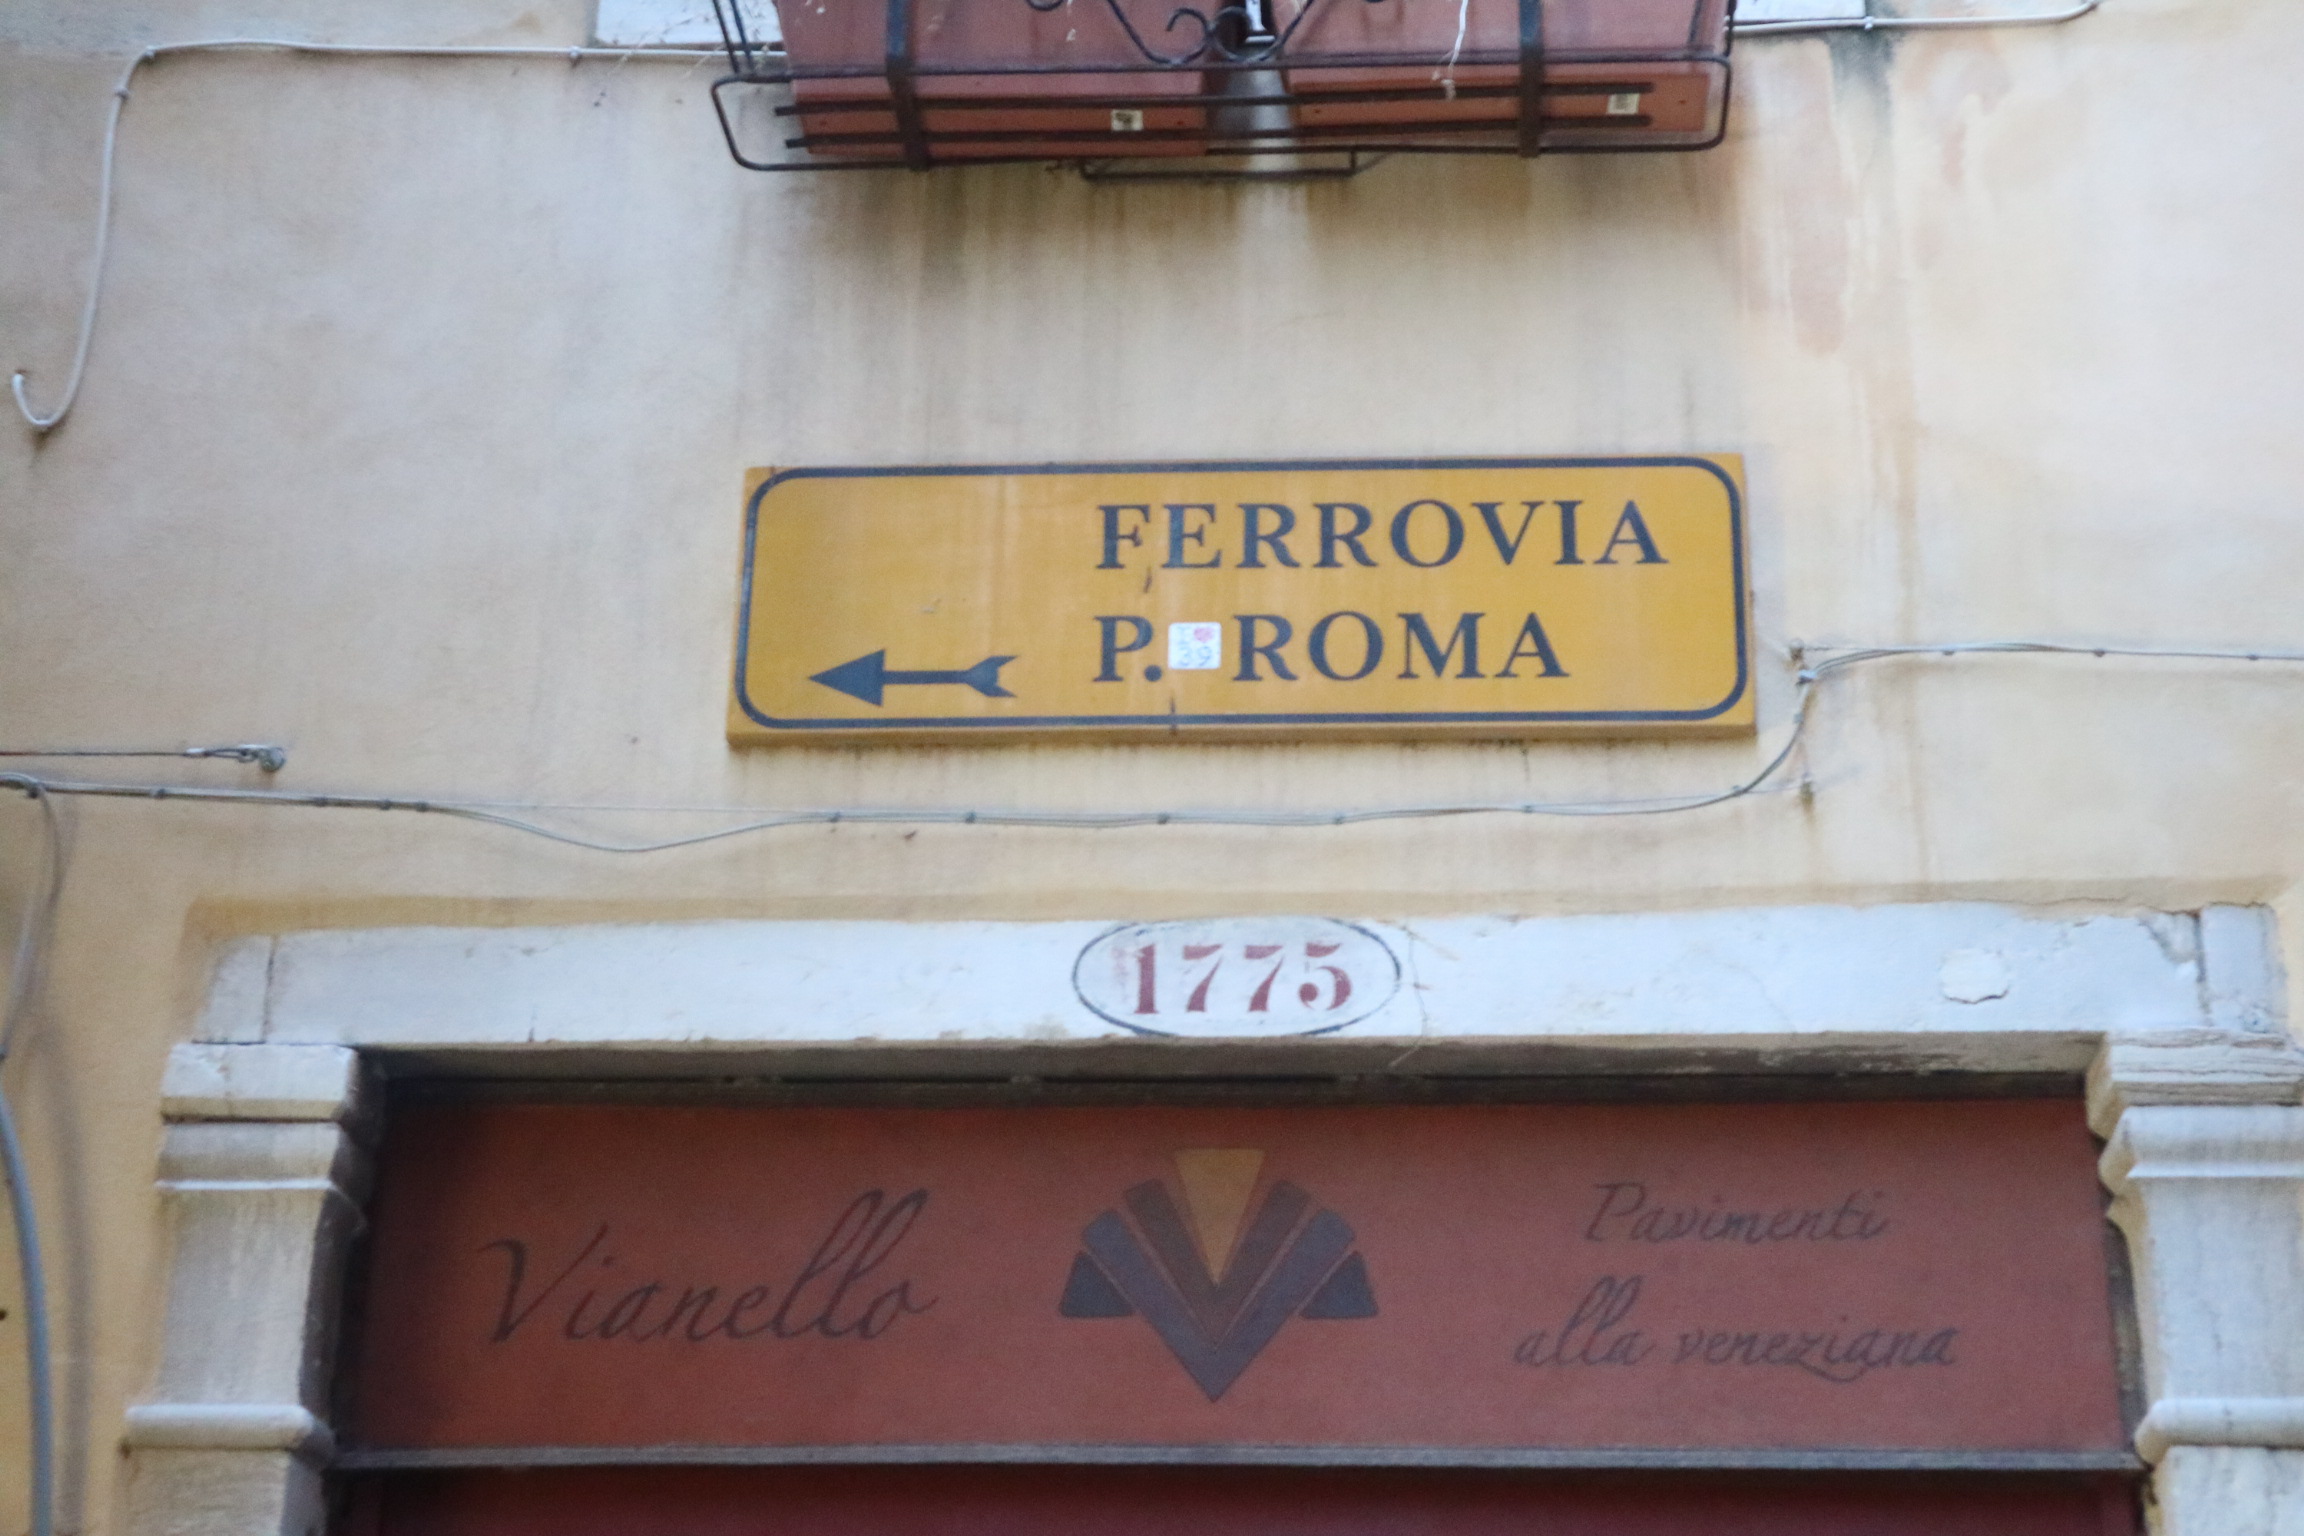 FERROVIA
P. ROMA
1775
Vianello
Pavimenti
alla veneziana